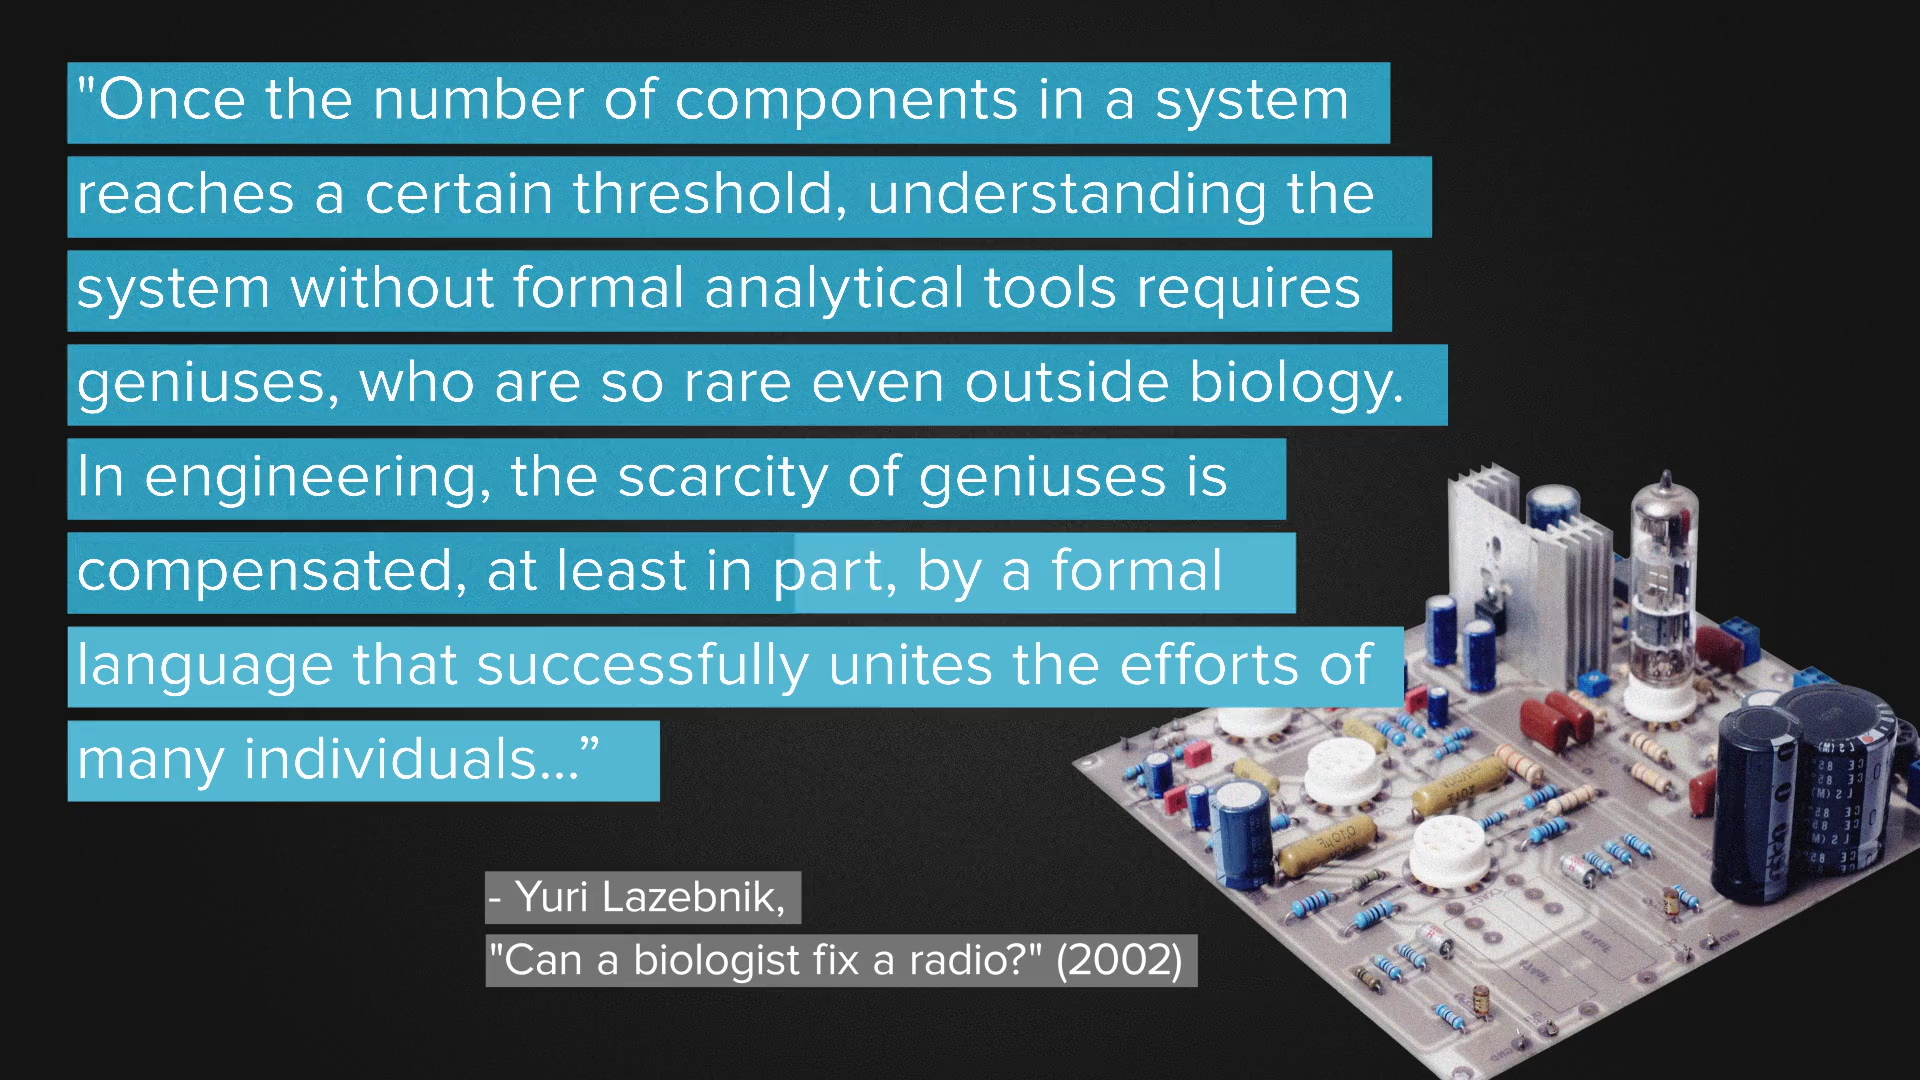 "Once the number of components in a system
reaches a certain threshold, understanding the
system without formal analytical tools requires
geniuses, who are so rare even outside biology.
In engineering, the scarcity of geniuses is
compensated, at least in part, by a formal
language that successfully unites the efforts of
many individuals...”
- Yuri Lazebnik,
"Can a biologist fix a radio?" (2002)